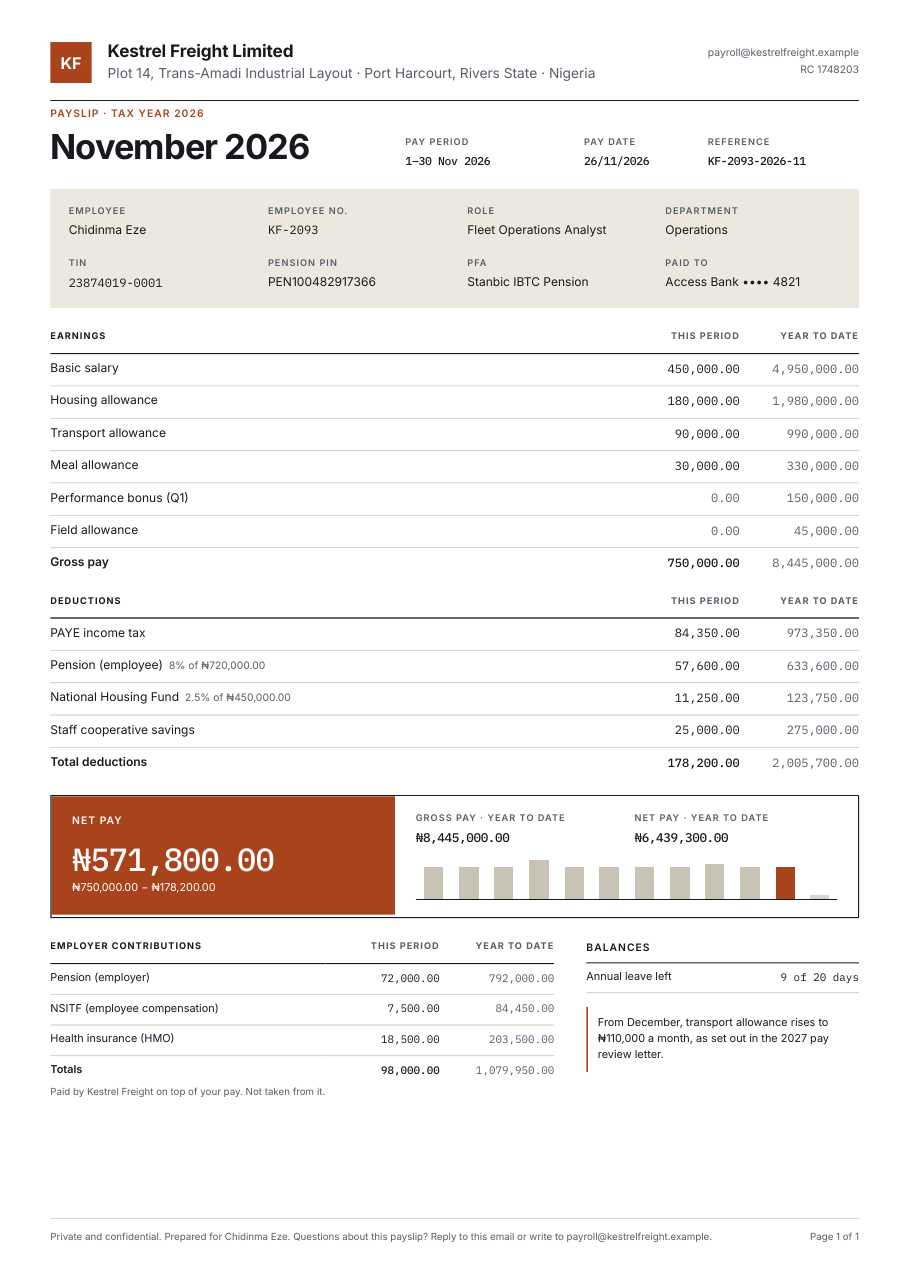 KF
Kestrel Freight Limited
Plot 14, Trans-Amadi Industrial Layout · Port Harcourt, Rivers State · Nigeria
payroll@kestrelfreight.example
RC 1748203
PAYSLIP · TAX YEAR 2026
November 2026
PAY PERIOD PAY DATE REFERENCE
1–30 Nov 2026 26/11/2026 KF-2093-2026-11
EMPLOYEE EMPLOYEE NO. ROLE DEPARTMENT
Chidinma Eze KF-2093 Fleet Operations Analyst Operations
TIN PENSION PIN PFA PAID TO
23874019-0001 PEN100482917366 Stanbic IBTC Pension Access Bank •••• 4821
EARNINGS THIS PERIOD YEAR TO DATE
Basic salary 450,000.00 4,950,000.00
Housing allowance 180,000.00 1,980,000.00
Transport allowance 90,000.00 990,000.00
Meal allowance 30,000.00 330,000.00
Performance bonus (Q1) 0.00 150,000.00
Field allowance 0.00 45,000.00
Gross pay 750,000.00 8,445,000.00
DEDUCTIONS THIS PERIOD YEAR TO DATE
PAYE income tax 84,350.00 973,350.00
Pension (employee) 8% of ₦720,000.00 57,600.00 633,600.00
National Housing Fund 2.5% of ₦450,000.00 11,250.00 123,750.00
Staff cooperative savings 25,000.00 275,000.00
Total deductions 178,200.00 2,005,700.00
NET PAY
₦571,800.00
₦750,000.00 − ₦178,200.00
GROSS PAY · YEAR TO DATE NET PAY · YEAR TO DATE
₦8,445,000.00 ₦6,439,300.00
EMPLOYER CONTRIBUTIONS THIS PERIOD YEAR TO DATE
Pension (employer) 72,000.00 792,000.00
NSITF (employee compensation) 7,500.00 84,450.00
Health insurance (HMO) 18,500.00 203,500.00
Totals 98,000.00 1,079,950.00
Paid by Kestrel Freight on top of your pay. Not taken from it.
BALANCES
Annual leave left 9 of 20 days
From December, transport allowance rises to
₦110,000 a month, as set out in the 2027 pay
review letter.
Private and confidential. Prepared for Chidinma Eze. Questions about this payslip? Reply to this email or write to payroll@kestrelfreight.example. Page 1 of 1